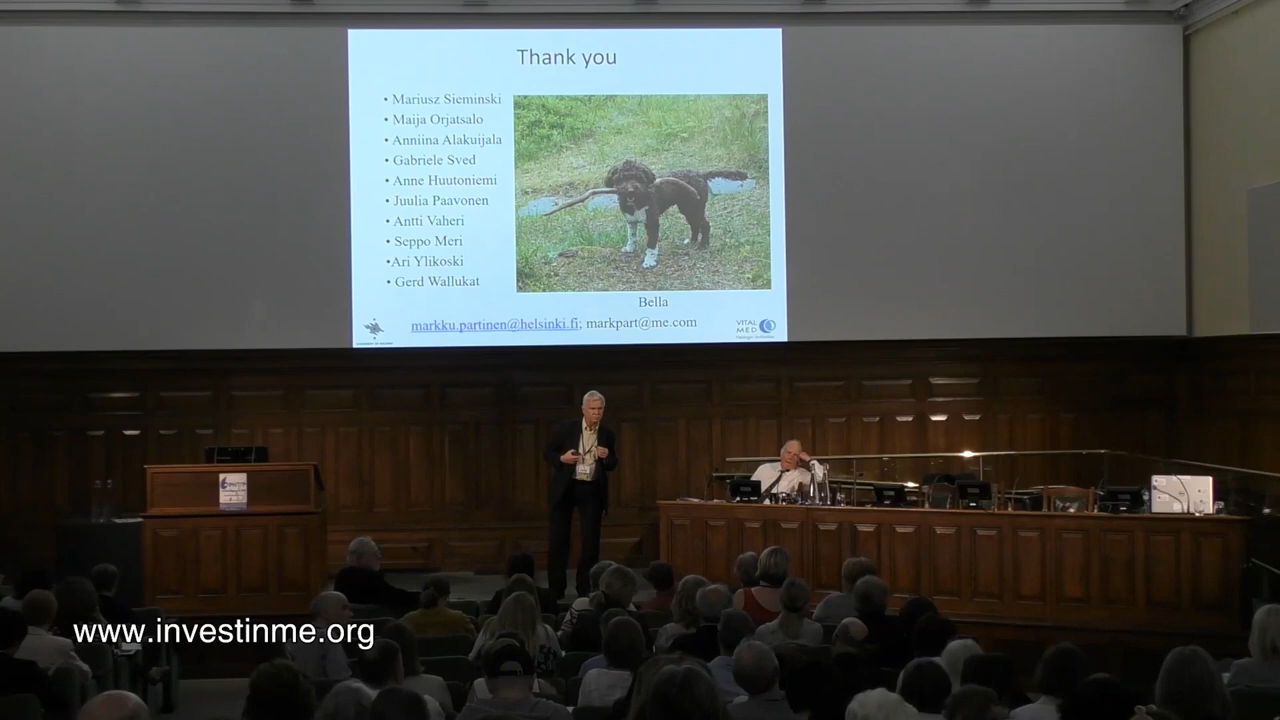 Thank you
• Mariusz Sieminski
• Maija Orjatsalo
• Anniina Alakuijala
• Gabriele Sved
• Anne Huutoniemi
• Juulia Paavonen
• Antti Vaheri
• Seppo Meri
•Ari Ylikoski
• Gerd Wallukat
Bella
markku.partinen@helsinki.fi; markpart@me.com
VITAL
MED
www.investinme.org